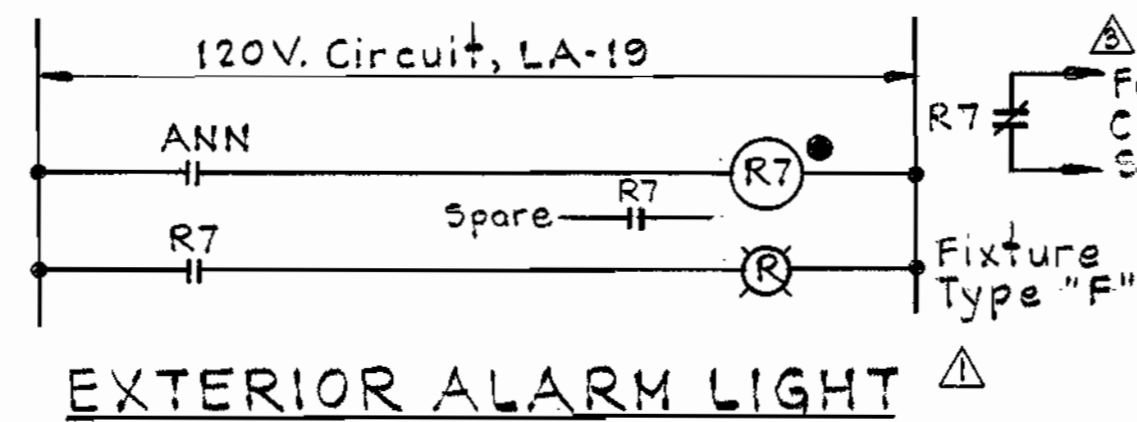 120V. Circuit, LA-19
3
ANN
R7
R7
R7
Spare
R7
R7
R
Fixture
Type "F"
EXTERIOR ALARM LIGHT
1